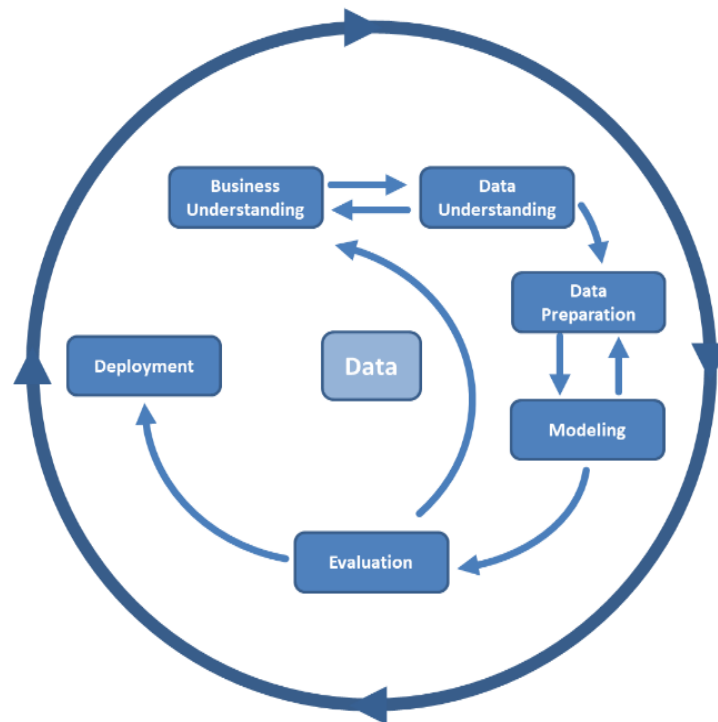 Business
Understanding
Data
Understanding
Data
Preparation
Deployment
Data
Modeling
Evaluation